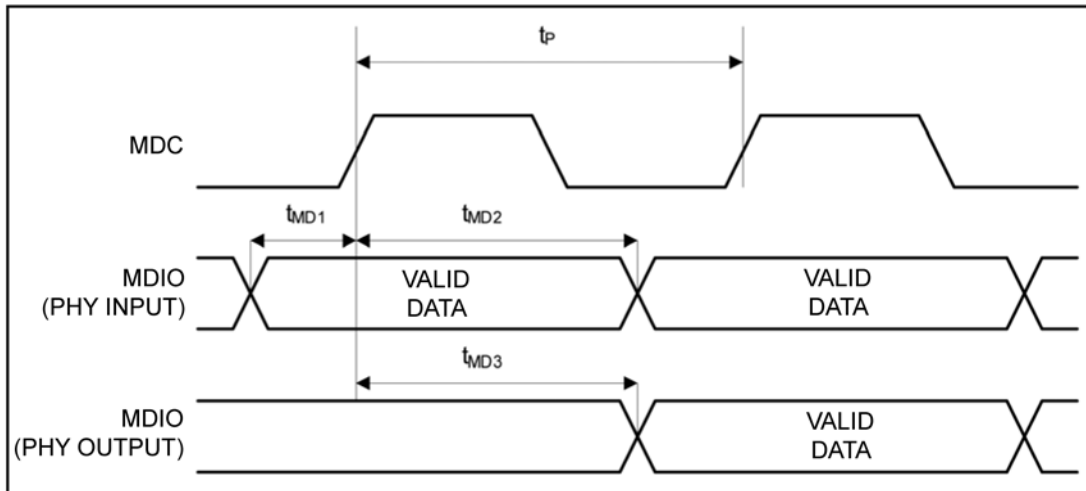 tP
MDC
tMD1
tMD2
MDIO
(PHY INPUT)
VALID
DATA
VALID
DATA
tMD3
MDIO
(PHY OUTPUT)
VALID
DATA